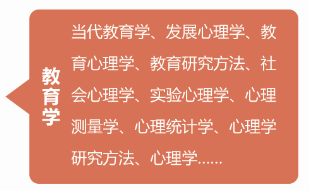 教育学
当代教育学、发展心理学、教
育心理学、教育研究方法、社
会心理学、实验心理学、心理
测量学、心理统计学、心理学
研究方法、心理学......